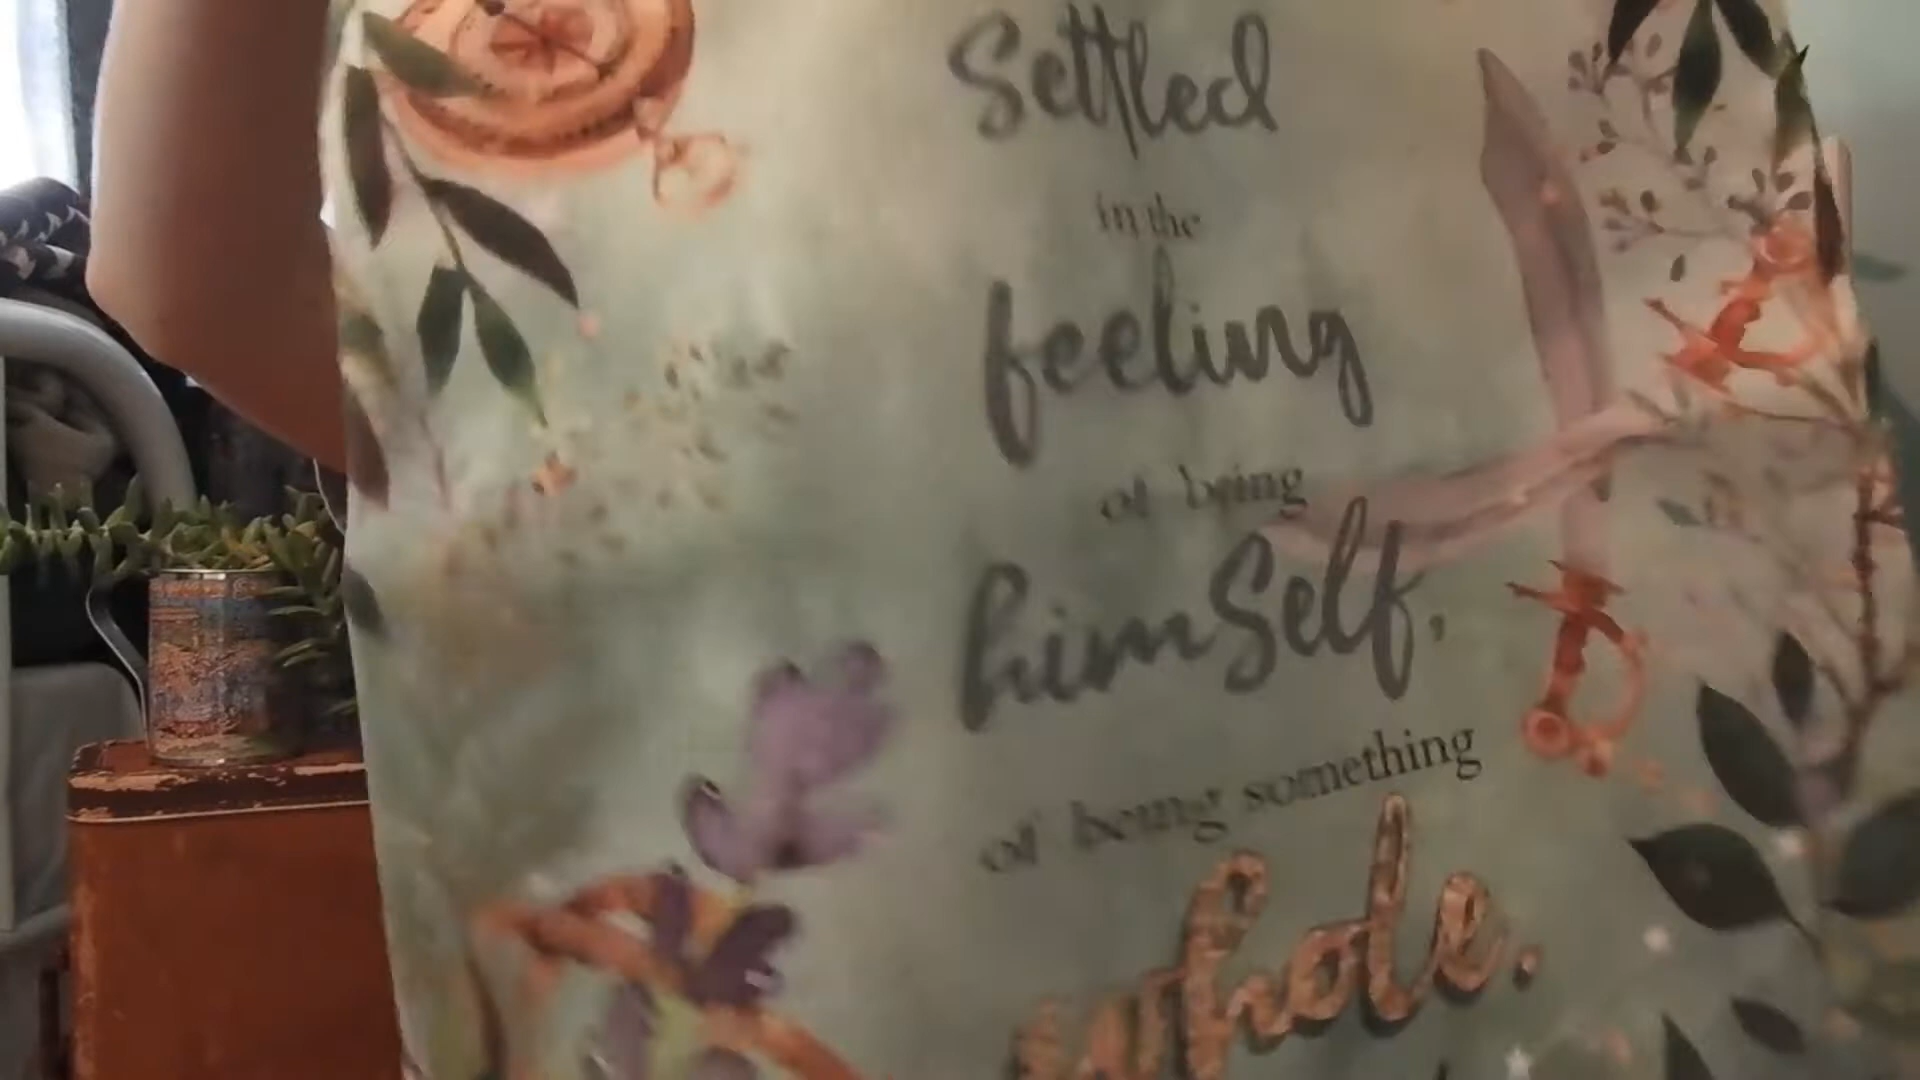 Settled
in the
feeling
of being
himself,
of being something
whole.